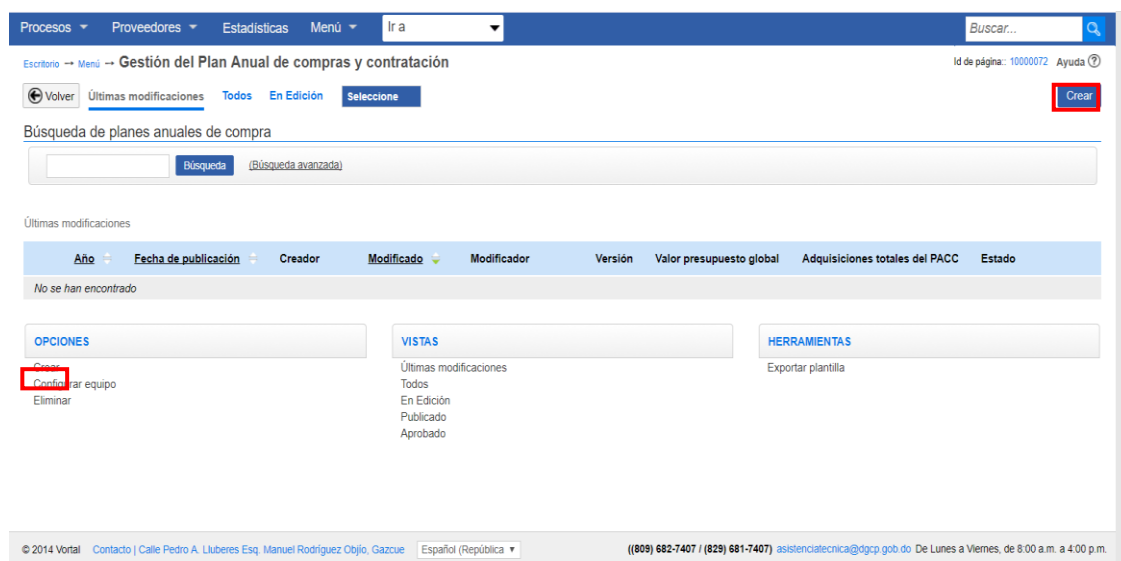 Procesos Proveedores Estadísticas Menú Ir a Buscar...
Escritorio → Menú → Gestión del Plan Anual de compras y contratación Id de página:: 10000072 Ayuda ?
Volver Últimas modificaciones Todos En Edición Seleccione Crear
Búsqueda de planes anuales de compra
Búsqueda (Búsqueda avanzada)
Últimas modificaciones
Año Fecha de publicación Creador Modificado Modificador Versión Valor presupuesto global Adquisiciones totales del PACC Estado
No se han encontrado
OPCIONES
Crear
Configurar equipo
Eliminar
VISTAS
Últimas modificaciones
Todos
En Edición
Publicado
Aprobado
HERRAMIENTAS
Exportar plantilla
© 2014 Vortal Contacto | Calle Pedro A. Lluberes Esq. Manuel Rodríguez Objío, Gazcue Español (República ((809) 682-7407 / (829) 681-7407) asistenciatecnica@dgcp.gob.do De Lunes a Viernes, de 8:00 a.m. a 4:00 p.m.